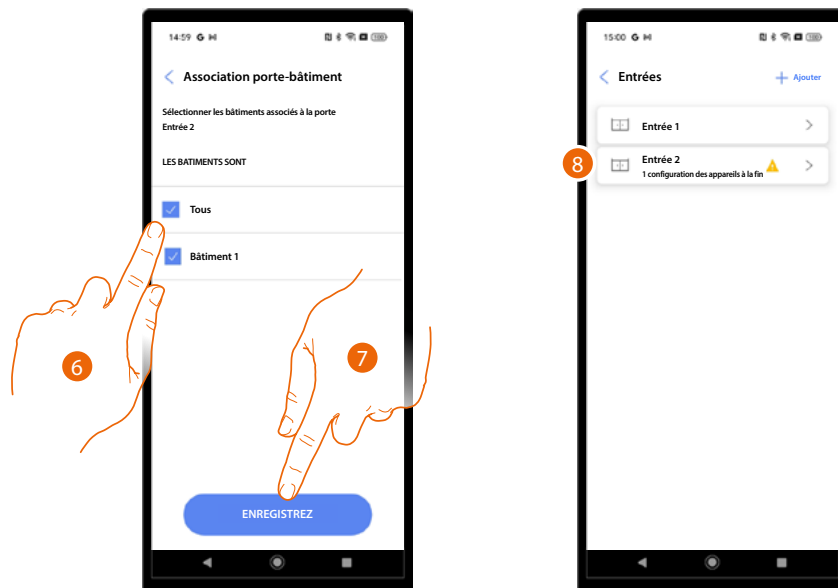 14:59 G
Association porte-bâtiment
Sélectionner les bâtiments associés à la porte
Entrée 2
LES BATIMENTS SONT
Tous
Bâtiment 1
6
7
ENREGISTREZ
15:00 G
Entrées
+ Ajouter
Entrée 1
8
Entrée 2
1 configuration des appareils à la fin